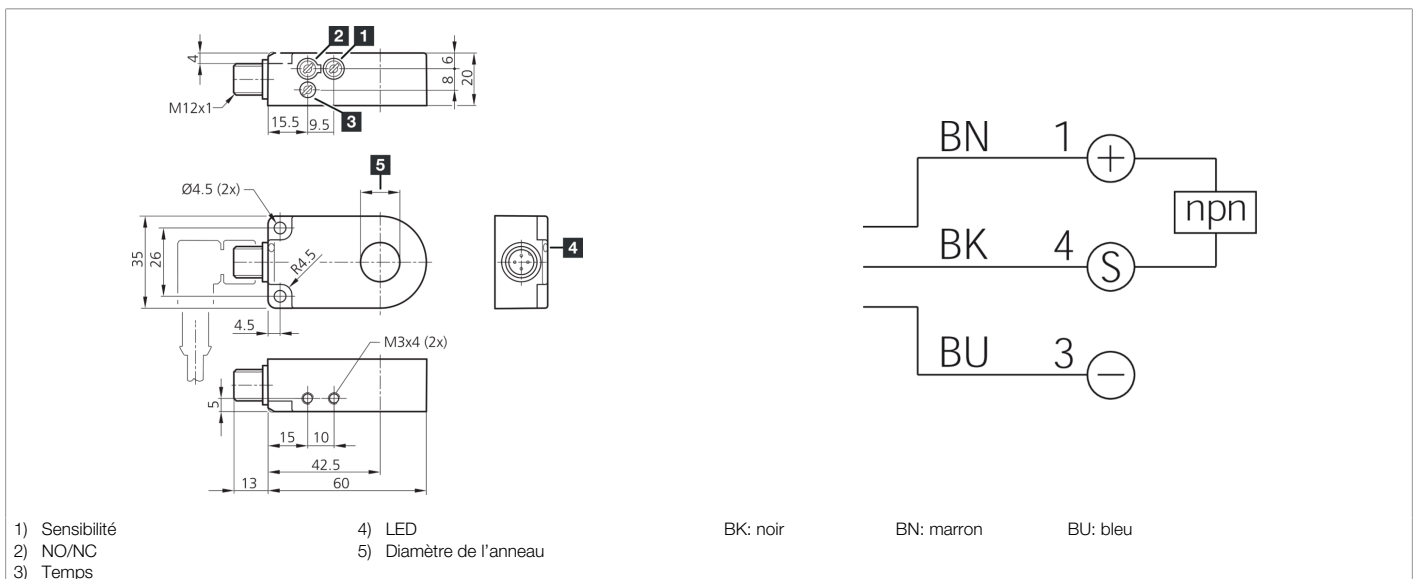 2 1
4
6
8
20
M12x1
15.5 9.5 3
5
Ø4.5 (2x)
35
26
R4.5
4
4.5
M3x4 (2x)
5
15 10
42.5
13 60
BN 1 +
npn
BK 4 S
BU 3 −
1) Sensibilité
2) NO/NC
3) Temps
4) LED
5) Diamètre de l'anneau
BK: noir BN: marron BU: bleu